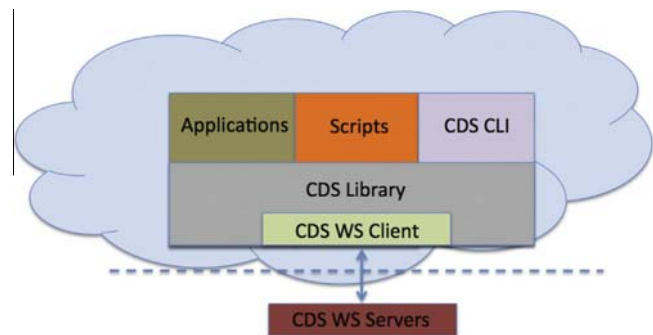 Applications
Scripts
CDS CLI
CDS Library
CDS WS Client
CDS WS Servers